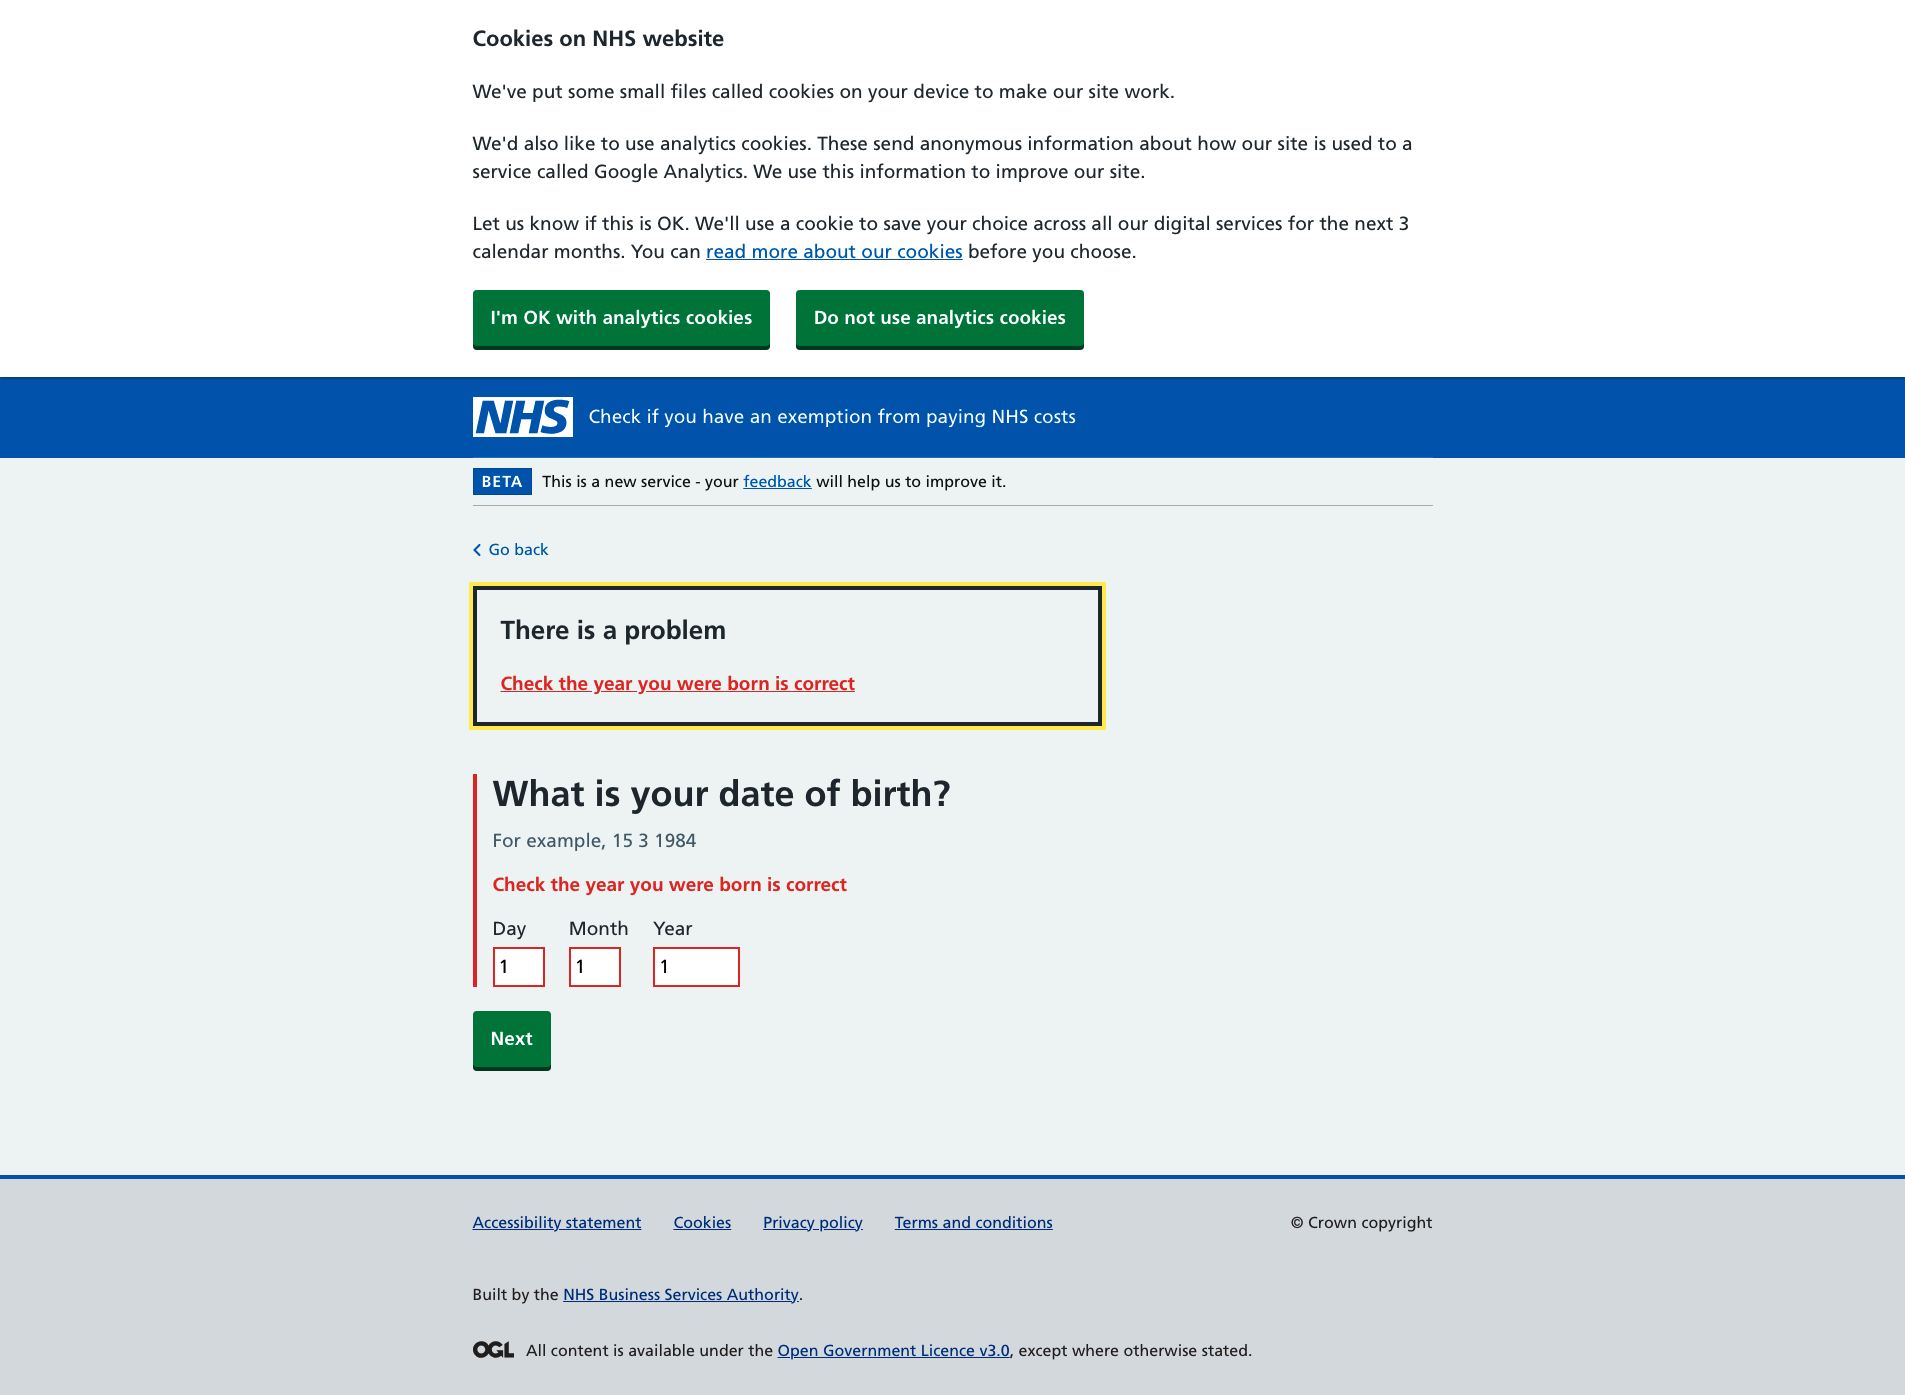 Cookies on NHS website
We've put some small files called cookies on your device to make our site work.
We'd also like to use analytics cookies. These send anonymous information about how our site is used to a
service called Google Analytics. We use this information to improve our site.
Let us know if this is OK. We'll use a cookie to save your choice across all our digital services for the next 3
calendar months. You can read more about our cookies before you choose.
I'm OK with analytics cookies
Do not use analytics cookies
NHS Check if you have an exemption from paying NHS costs
BETA This is a new service - your feedback will help us to improve it.
Go back
There is a problem
Check the year you were born is correct
What is your date of birth?
For example, 15 3 1984
Check the year you were born is correct
Day Month Year
1 1 1
Next
Accessibility statement Cookies Privacy policy Terms and conditions © Crown copyright
Built by the NHS Business Services Authority.
OGL All content is available under the Open Government Licence v3.0, except where otherwise stated.